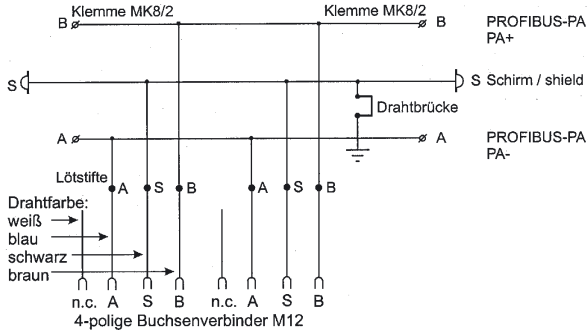 Klemme MK8/2 Klemme MK8/2
B B PROFIBUS-PA
PA+
S S Schirm / shield
Drahtbrücke
A A PROFIBUS-PA
PA-
Lötstifte A S B A S B
Drahtfarbe:
weiß
blau
schwarz
braun
n.c. A S B n.c. A S B
4-polige Buchsenverbinder M12